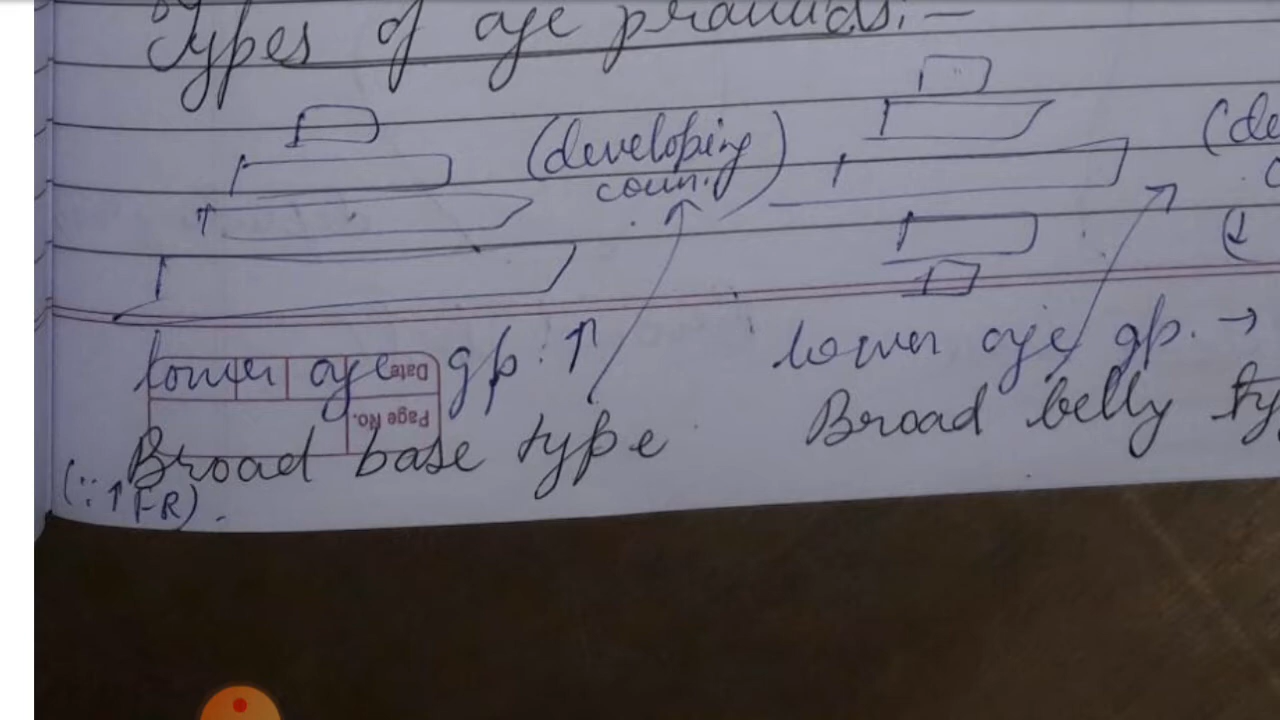 Types of age pramids:-
(developing
coun.)
(de
lower age gp. ↑
lower age gp. →
Date
Page No.
Broad base type
Broad belly ty
(∵ ↑ FR).